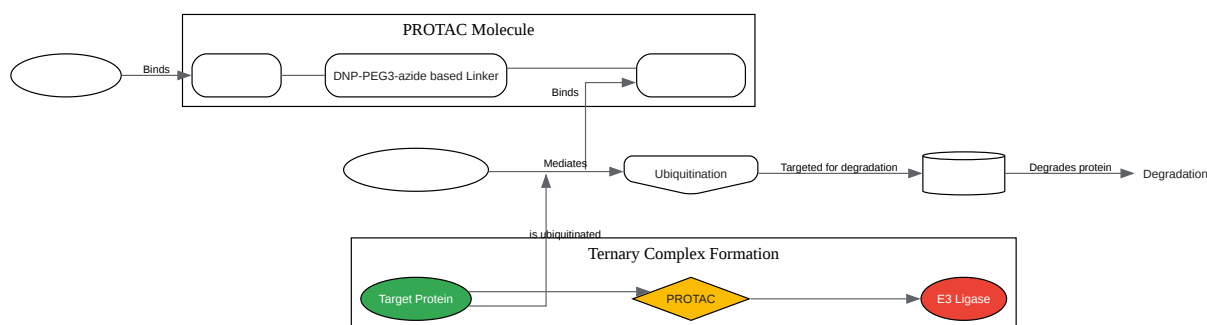 PROTAC Molecule
Binds
DNP-PEG3-azide based Linker
Binds
Mediates
Ubiquitination
Targeted for degradation
Degrades protein
Degradation
is ubiquitinated
Ternary Complex Formation
Target Protein
PROTAC
E3 Ligase